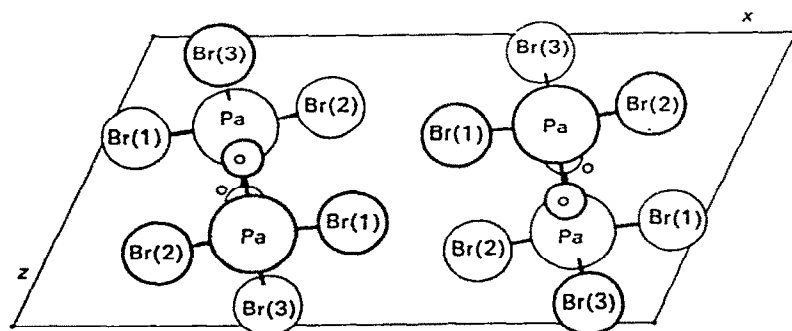 x
Br(3)
Br(3)
Br(1) Pa Br(2)
Br(1) Pa Br(2)
O
O
O
O
Br(2) Pa Br(1)
Br(2) Pa Br(1)
z
Br(3)
Br(3)